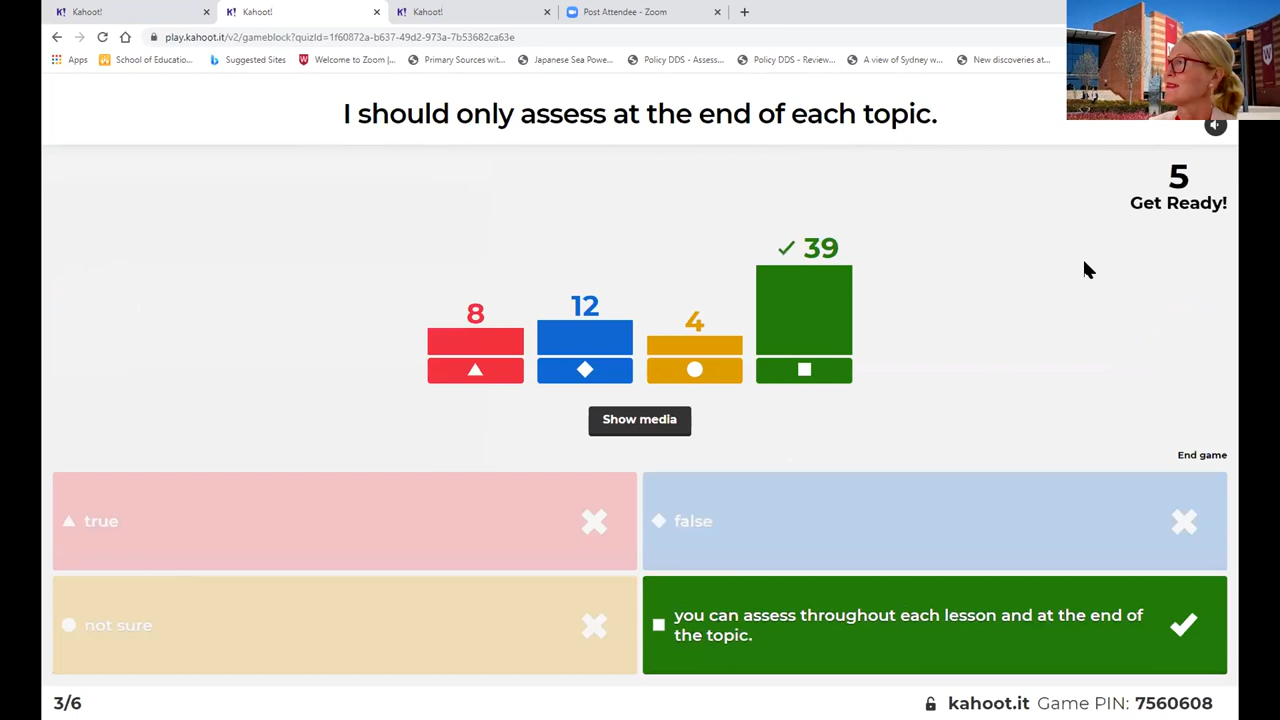 Kahoot!
Kahoot!
Kahoot!
Post Attendee - Zoom
play.kahoot.it/v2/gameblock?quizId=1f60872a-b637-49d2-973a-7b53682ca63e
Apps
School of Educatio...
Suggested Sites
Welcome to Zoom |...
Primary Sources wit...
Japanese Sea Powe...
Policy DDS - Assess...
Policy DDS - Review...
A view of Sydney w...
New discoveries at...
I should only assess at the end of each topic.
5
Get Ready!
8
12
4
39
Show media
End game
true
false
not sure
you can assess throughout each lesson and at the end of
the topic.
3/6
kahoot.it Game PIN: 7560608